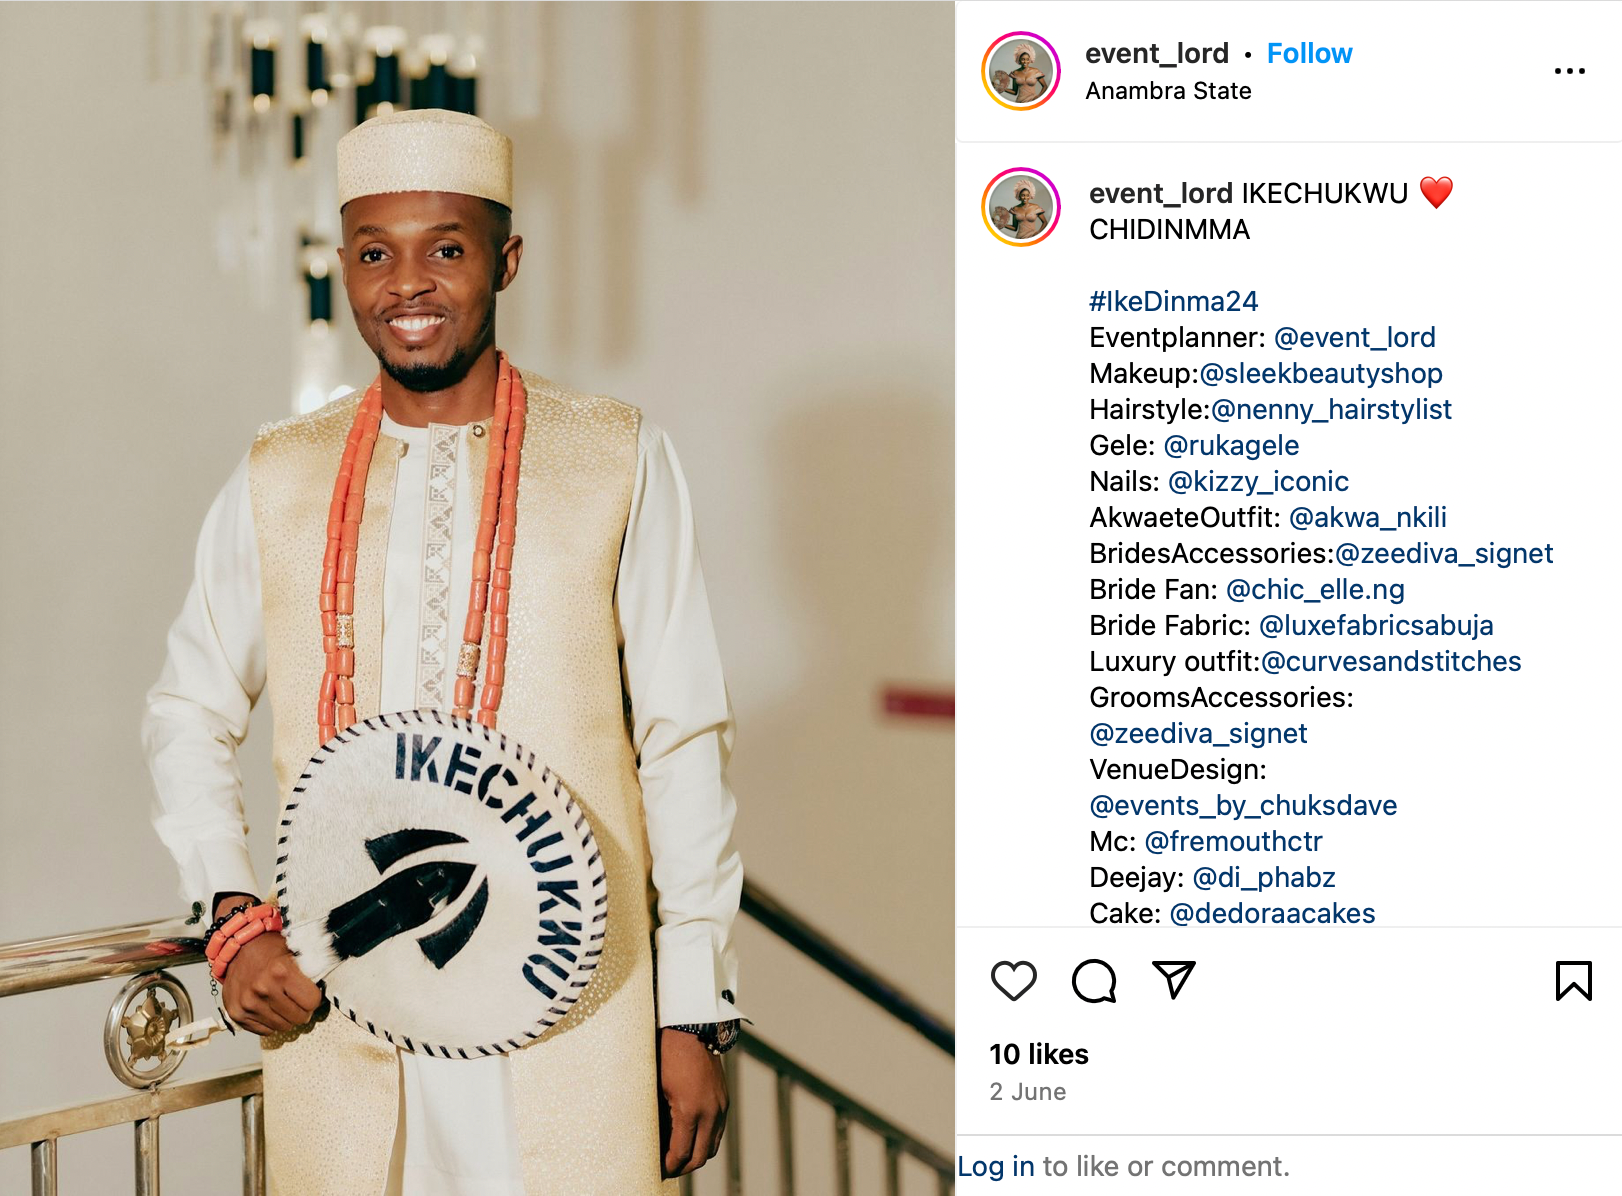 IKECHUKWU
event_lord • Follow
Anambra State
event_lord IKECHUKWU ❤️
CHIDINMMA
#IkeDinma24
Eventplanner: @event_lord
Makeup:@sleekbeautyshop
Hairstyle:@nenny_hairstylist
Gele: @rukagele
Nails: @kizzy_iconic
AkwaeteOutfit: @akwa_nkili
BridesAccessories:@zeediva_signet
Bride Fan: @chic_elle.ng
Bride Fabric: @luxefabricsabuja
Luxury outfit:@curvesandstitches
GroomsAccessories:
@zeediva_signet
VenueDesign:
@events_by_chuksdave
Mc: @fremouthctr
Deejay: @di_phabz
Cake: @dedoraacakes
10 likes
2 June
Log in to like or comment.